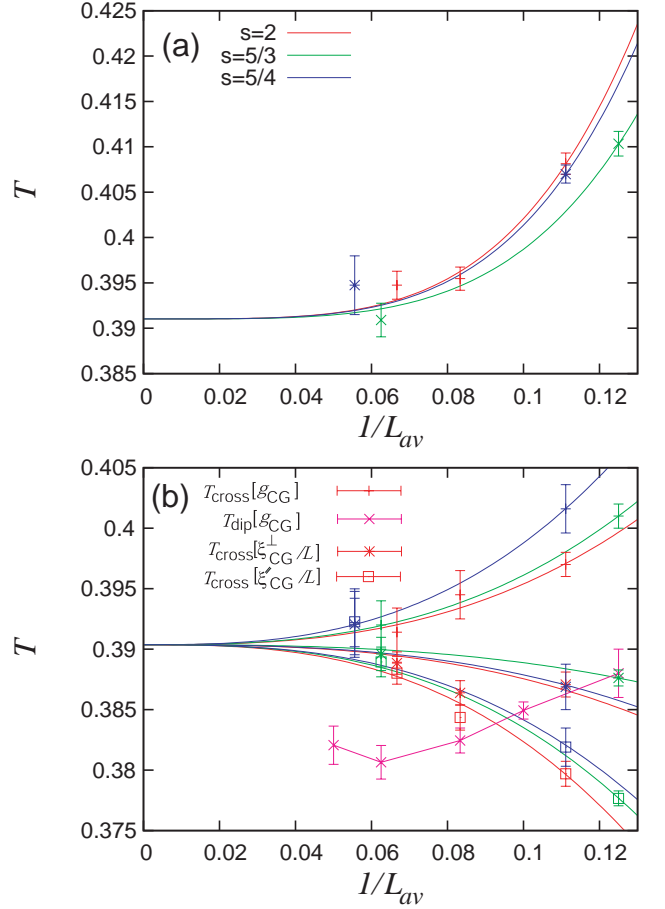 (a)
s=2
s=5/3
s=5/4
0.425
0.42
0.415
0.41
0.405
0.4
0.395
0.39
0.385
T
0 0.02 0.04 0.06 0.08 0.1 0.12
1/L_av
(b)
T_cross[g_CG]
T_dip[g_CG]
T_cross[ξ^⊥_CG/L]
T_cross[ξ^∥_CG/L]
0.405
0.4
0.395
0.39
0.385
0.38
0.375
T
0 0.02 0.04 0.06 0.08 0.1 0.12
1/L_av